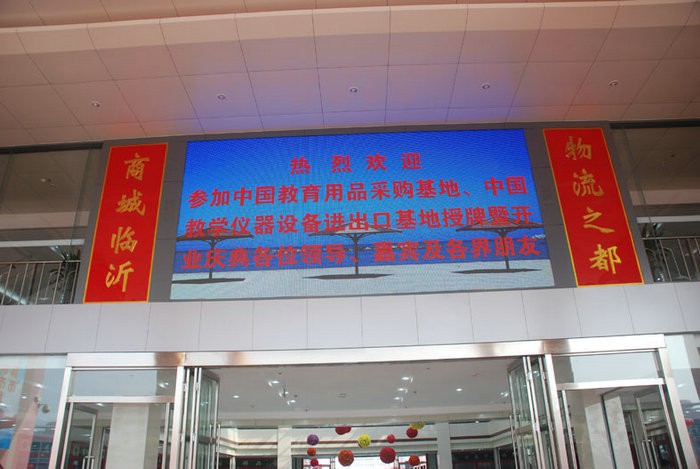 商城临沂
热烈欢迎
参加中国教育用品采购基地、中国
教学仪器设备进出口基地授牌暨开
业庆典各位领导、嘉宾及各界朋友
物流之都